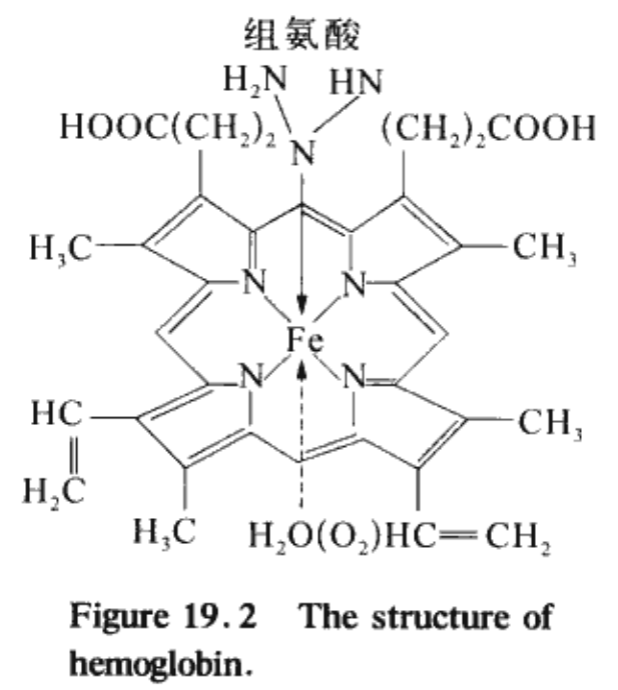 组氨酸
H₂N HN
HOOC(CH₂)₂ N (CH₂)₂COOH
H₃C CH₃
N N
Fe
N N
HC CH₃
H₂C
H₃C H₂O(O₂)HC=CH₂
Figure 19.2 The structure of
hemoglobin.